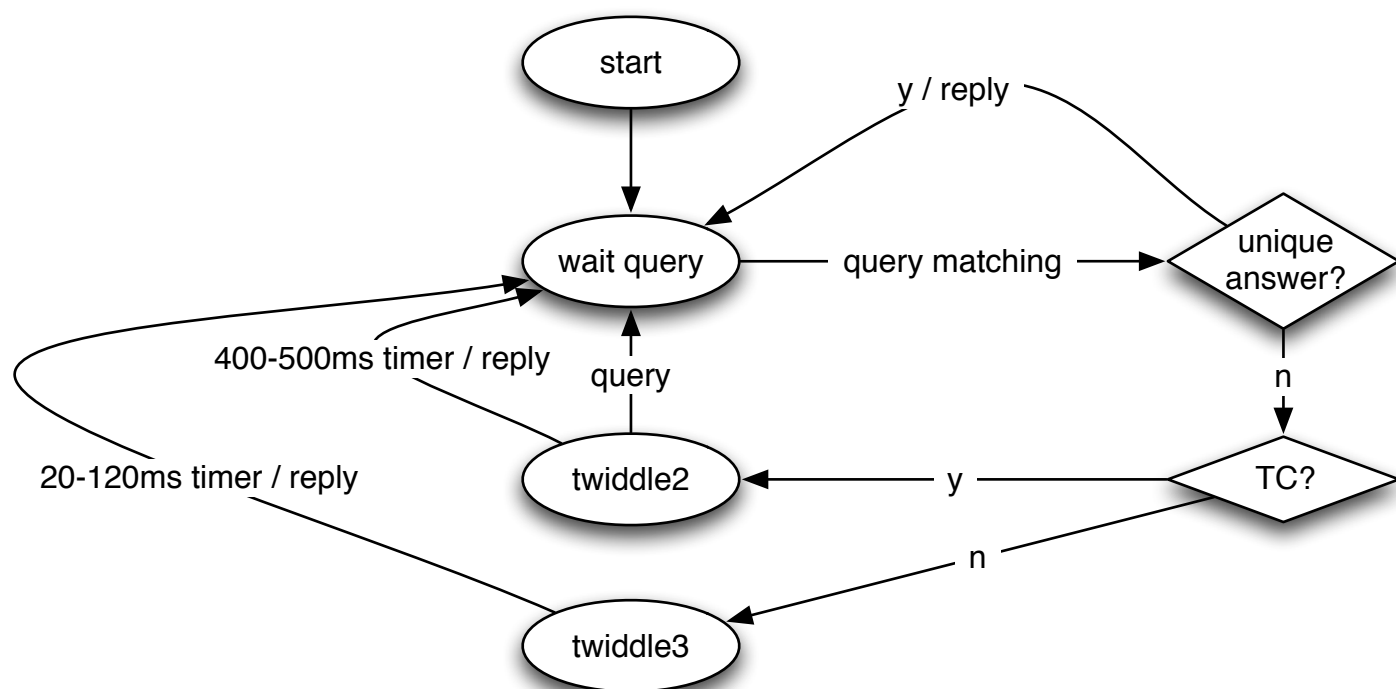 start
y / reply
wait query
query matching
unique
answer?
400-500ms timer / reply
query
n
20-120ms timer / reply
twiddle2
y
TC?
n
twiddle3